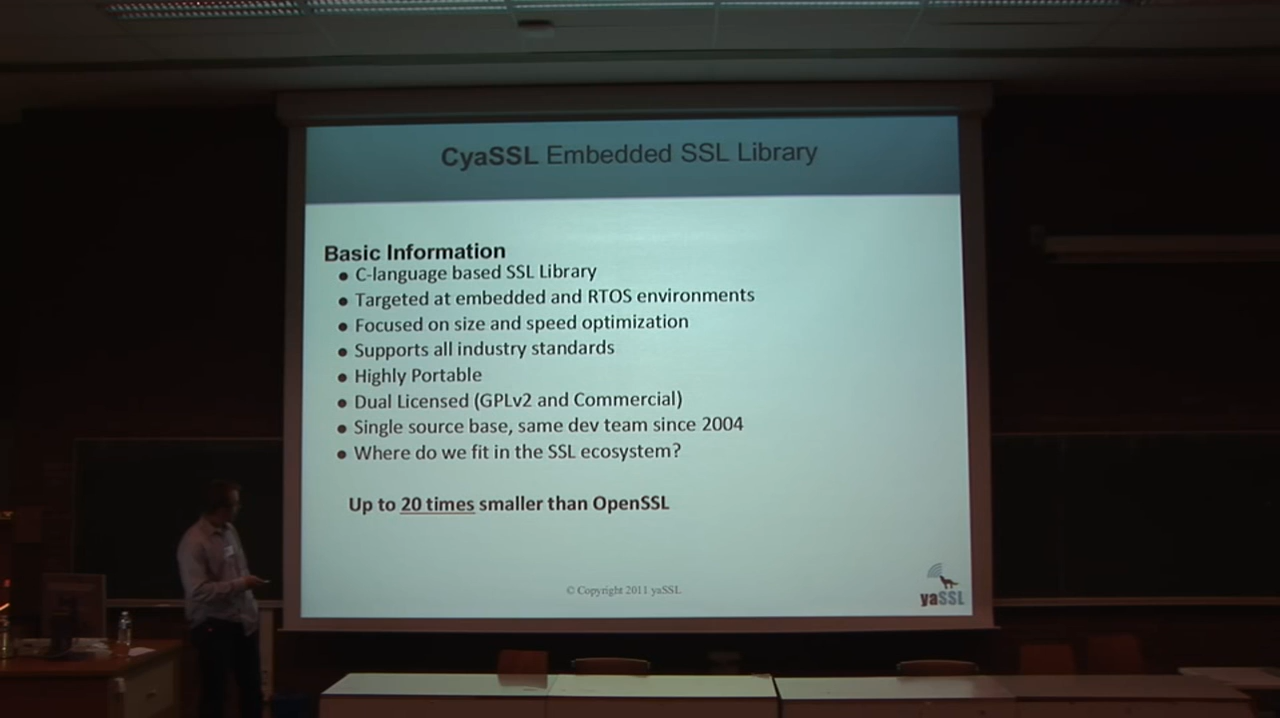 CyaSSL Embedded SSL Library
Basic Information
● C-language based SSL Library
● Targeted at embedded and RTOS environments
● Focused on size and speed optimization
● Supports all industry standards
● Highly Portable
● Dual Licensed (GPLv2 and Commercial)
● Single source base, same dev team since 2004
● Where do we fit in the SSL ecosystem?
Up to 20 times smaller than OpenSSL
© Copyright 2011 yaSSL
yaSSL